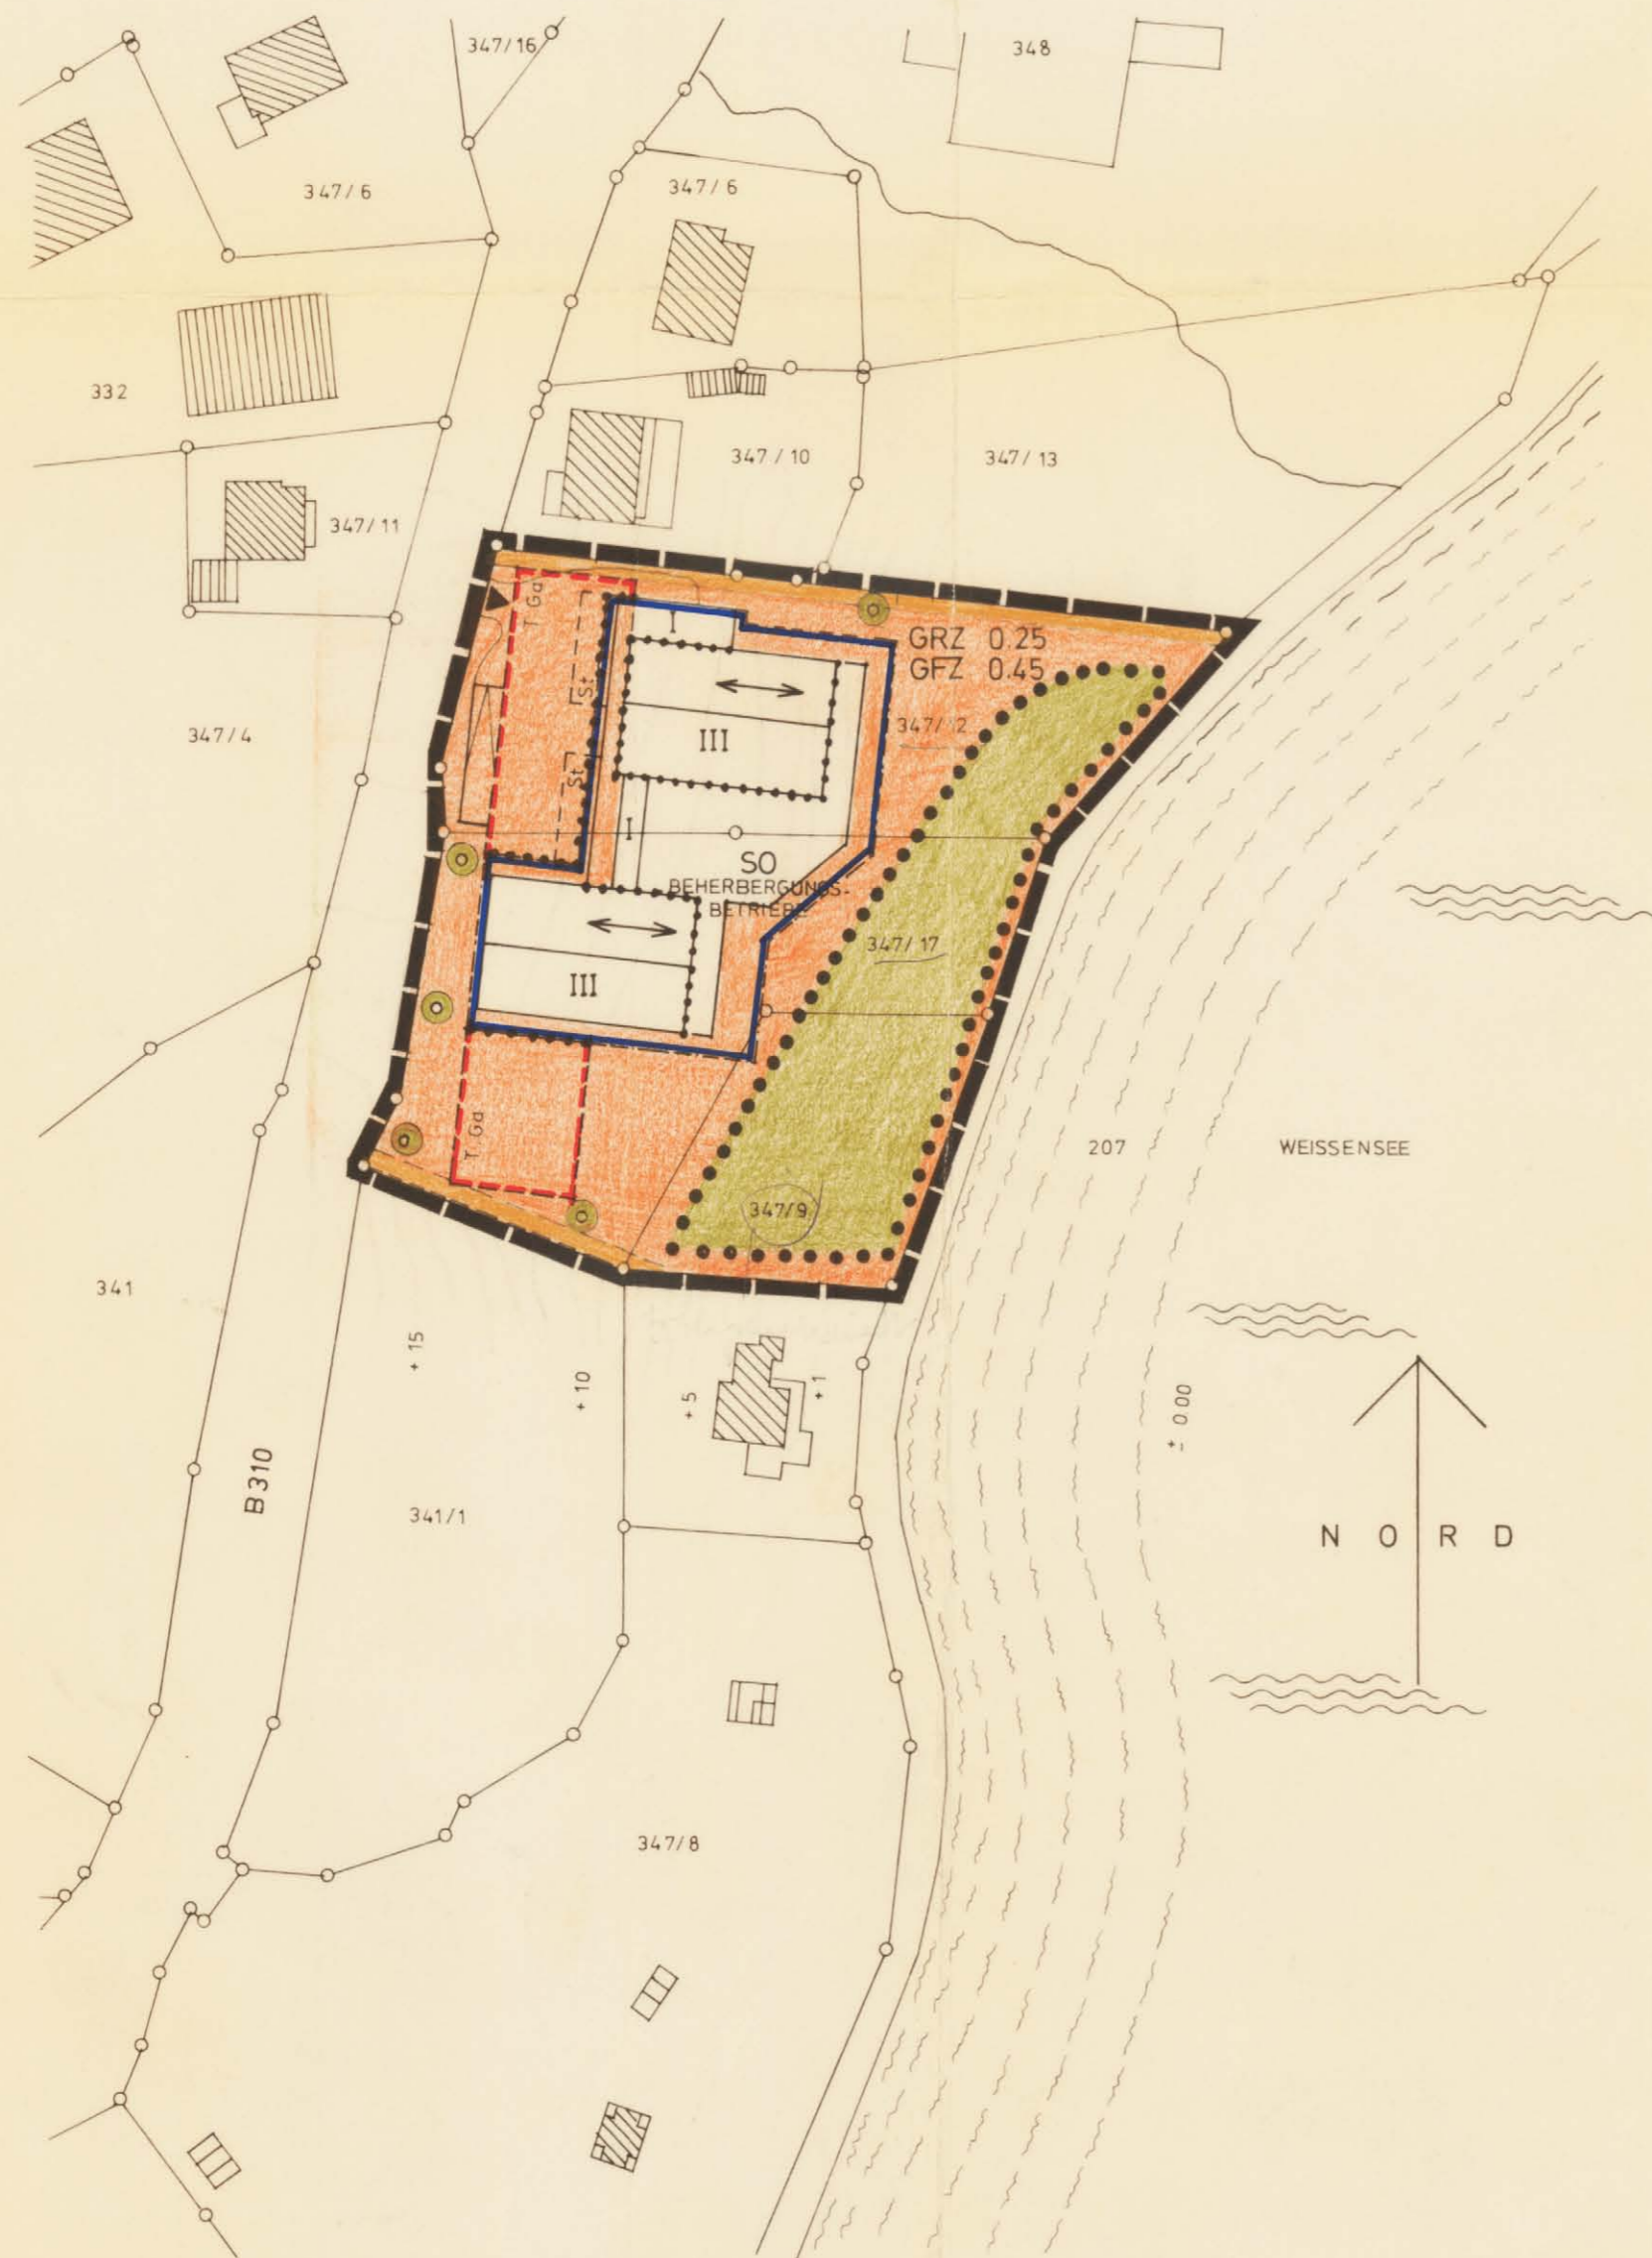 347/16
348
347/6
347/6
332
347/10
347/13
347/11
T.Ga
I
GRZ 0.25
GFZ 0.45
St
347/12
347/4
III
St
I
SO
BEHERBERGUNGS-
BETRIEBE
347/17
III
T.Ga
207
WEISSENSEE
347/9
341
+ 15
+ 10
+ 5
+ 1
± 0.00
B310
341/1
N O R D
347/8